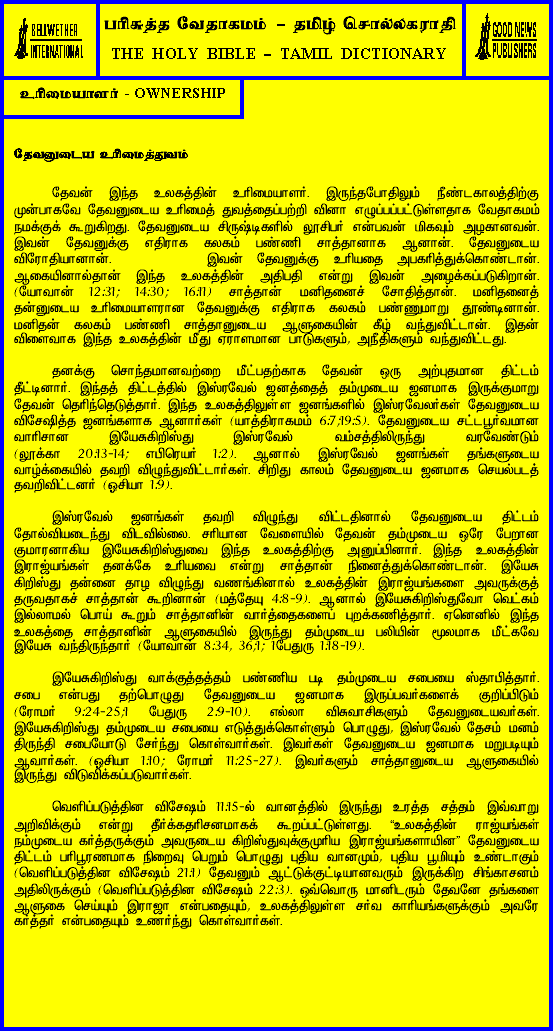 BELLWETHER
INTERNATIONAL
பரிசுத்த வேதாகமம் – தமிழ் சொல்லகராதி
THE HOLY BIBLE – TAMIL DICTIONARY
GOOD NEWS
PUBLISHERS
உரிமையாளர் - OWNERSHIP
தேவனுடைய உரிமைத்துவம்
தேவன் இந்த உலகத்தின் உரிமையாளர். இருந்தபோதிலும் நீண்டகாலத்திற்கு
முன்பாகவே தேவனுடைய உரிமைத் துவத்தைப்பற்றி வினா எழுப்பப்பட்டுள்ளதாக வேதாகமம்
நமக்குக் கூறுகிறது. தேவனுடைய சிருஷ்டிகளில் லூசிபர் என்பவன் மிகவும் அழகானவன்.
இவன் தேவனுக்கு எதிராக கலகம் பண்ணி சாத்தானாக ஆனான். தேவனுடைய
விரோதியானான். இவன் தேவனுக்கு உரியதை அபகரித்துக்கொண்டான்.
ஆகையினால்தான் இந்த உலகத்தின் அதிபதி என்று இவன் அழைக்கப்படுகிறான்.
(யோவான் 12:31; 14:30; 16:11) சாத்தான் மனிதனைச் சோதித்தான். மனிதனைத்
தன்னுடைய உரிமையாளரான தேவனுக்கு எதிராக கலகம் பண்ணுமாறு தூண்டினான்.
மனிதன் கலகம் பண்ணி சாத்தானுடைய ஆளுகையின் கீழ் வந்துவிட்டான். இதன்
விளைவாக இந்த உலகத்தின் மீது ஏராளமான பாடுகளும், அநீதிகளும் வந்துவிட்டது.
தனக்கு சொந்தமானவற்றை மீட்பதற்காக தேவன் ஒரு அற்புதமான திட்டம்
தீட்டினார். இந்தத் திட்டத்தில் இஸ்ரவேல் ஜனத்தைத் தம்முடைய ஜனமாக இருக்குமாறு
தேவன் தெரிந்தெடுத்தார். இந்த உலகத்திலுள்ள ஜனங்களில் இஸ்ரவேலர்கள் தேவனுடைய
விசேஷித்த ஜனங்களாக ஆனார்கள் (யாத்திராகமம் 6:7;19:5). தேவனுடைய சட்டபூர்வமான
வாரிசான இயேசுகிறிஸ்து இஸ்ரவேல் வம்சத்திலிருந்து வரவேண்டும்
(லூக்கா 20:13-14; எபிரெயர் 1:2). ஆனால் இஸ்ரவேல் ஜனங்கள் தங்களுடைய
வாழ்க்கையில் தவறி விழுந்துவிட்டார்கள். சிறிது காலம் தேவனுடைய ஜனமாக செயல்படத்
தவறிவிட்டனர் (ஓசியா 1:9).
இஸ்ரவேல் ஜனங்கள் தவறி விழுந்து விட்டதினால் தேவனுடைய திட்டம்
தோல்வியடைந்து விடவில்லை. சரியான வேளையில் தேவன் தம்முடைய ஒரே பேறான
குமாரனாகிய இயேசுகிறிஸ்துவை இந்த உலகத்திற்கு அனுப்பினார். இந்த உலகத்தின்
இராஜ்யங்கள் தனக்கே உரியவை என்று சாத்தான் நினைத்துக்கொண்டான். இயேசு
கிறிஸ்து தன்னை தாழ விழுந்து வணங்கினால் உலகத்தின் இராஜ்யங்களை அவருக்குத்
தருவதாகச் சாத்தான் கூறினான் (மத்தேயு 4:8-9). ஆனால் இயேசுகிறிஸ்துவோ வெட்கம்
இல்லாமல் பொய் கூறும் சாத்தானின் வார்த்தைகளைப் புறக்கணித்தார். ஏனெனில் இந்த
உலகத்தை சாத்தானின் ஆளுகையில் இருந்து தம்முடைய பலியின் மூலமாக மீட்கவே
இயேசு வந்திருந்தார் (யோவான் 8:34, 36;1; 1பேதுரு 1:18-19).
இயேசுகிறிஸ்து வாக்குத்தத்தம் பண்ணிய படி தம்முடைய சபையை ஸ்தாபித்தார்.
சபை என்பது தற்பொழுது தேவனுடைய ஜனமாக இருப்பவர்களைக் குறிப்பிடும்
(ரோமர் 9:24-25;1 பேதுரு 2:9-10). எல்லா விசுவாசிகளும் தேவனுடையவர்கள்.
இயேசுகிறிஸ்து தம்முடைய சபையை எடுத்துக்கொள்ளும் பொழுது, இஸ்ரவேல் தேசம் மனம்
திருந்தி சபையோடு சேர்ந்து கொள்வார்கள். இவர்கள் தேவனுடைய ஜனமாக மறுபடியும்
ஆவார்கள். (ஓசியா 1:10; ரோமர் 11:25-27). இவர்களும் சாத்தானுடைய ஆளுகையில்
இருந்து விடுவிக்கப்படுவார்கள்.
வெளிப்படுத்தின விசேஷம் 11:15-ல் வானத்தில் இருந்து உரத்த சத்தம் இவ்வாறு
அறிவிக்கும் என்று தீர்க்கதரிசனமாகக் கூறப்பட்டுள்ளது. “உலகத்தின் ராஜ்யங்கள்
நம்முடைய கர்த்தருக்கும் அவருடைய கிறிஸ்துவுக்குமுரிய இராஜ்யங்களாயின” தேவனுடைய
திட்டம் பரிபூரணமாக நிறைவு பெறும் பொழுது புதிய வானமும், புதிய பூமியும் உண்டாகும்
(வெளிப்படுத்தின விசேஷம் 21:1) தேவனும் ஆட்டுக்குட்டியானவரும் இருக்கிற சிங்காசனம்
அதிலிருக்கும் (வெளிப்படுத்தின விசேஷம் 22:3). ஒவ்வொரு மானிடரும் தேவனே தங்களை
ஆளுகை செய்யும் இராஜா என்பதையும், உலகத்திலுள்ள சர்வ காரியங்களுக்கும் அவரே
கர்த்தர் என்பதையும் உணர்ந்து கொள்வார்கள்.